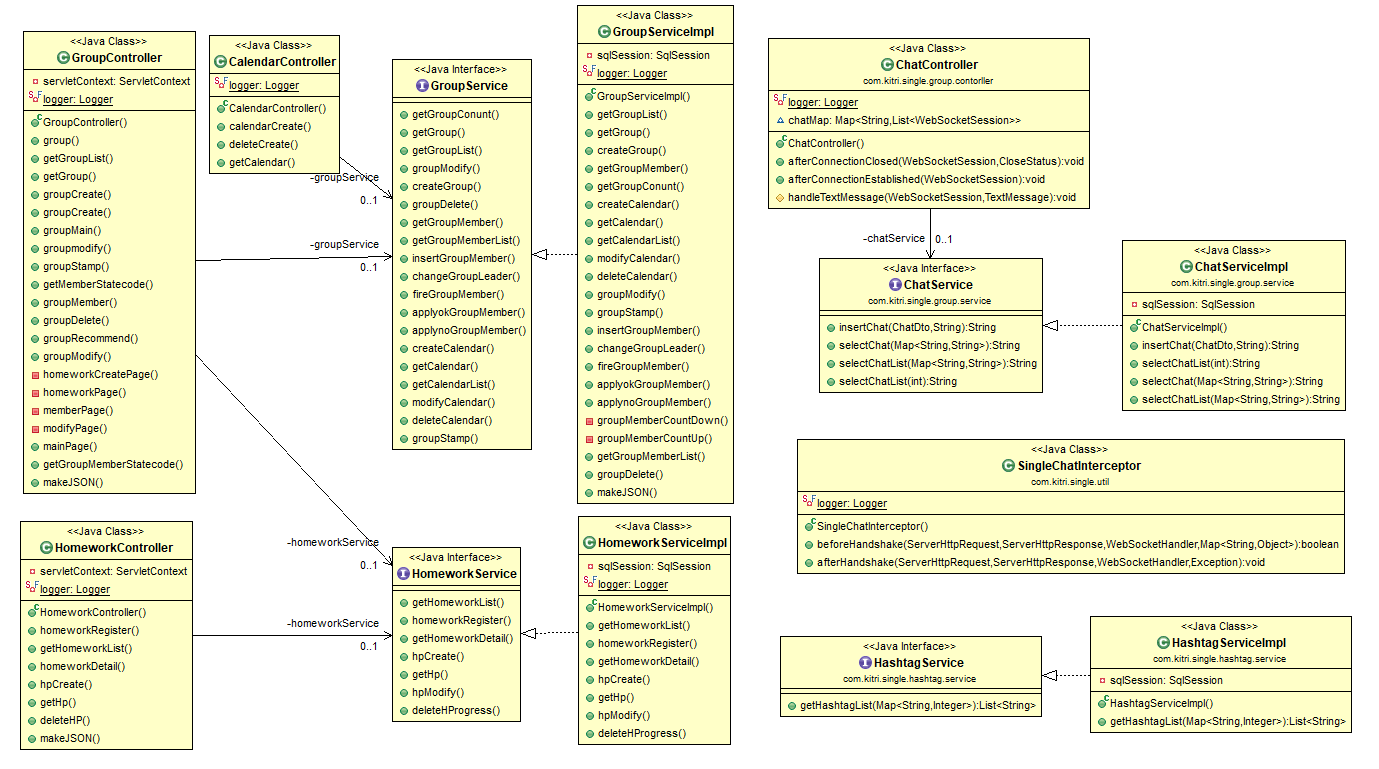 <<Java Class>>
GroupController
servletContext: ServletContext
logger: Logger
GroupController()
group()
getGroupList()
getGroup()
groupCreate()
groupCreate()
groupMain()
groupmodify()
groupStamp()
getMemberStatecode()
groupMember()
groupDelete()
groupRecommend()
groupModify()
homeworkCreatePage()
homeworkPage()
memberPage()
modifyPage()
mainPage()
getGroupMemberStatecode()
makeJSON()
<<Java Class>>
CalendarController
logger: Logger
CalendarController()
calendarCreate()
deleteCreate()
getCalendar()
-groupService
0..1
-groupService
0..1
<<Java Interface>>
GroupService
getGroupConunt()
getGroup()
getGroupList()
groupModify()
createGroup()
groupDelete()
getGroupMember()
getGroupMemberList()
insertGroupMember()
changeGroupLeader()
fireGroupMember()
applyokGroupMember()
applynoGroupMember()
createCalendar()
getCalendar()
getCalendarList()
modifyCalendar()
deleteCalendar()
groupStamp()
<<Java Class>>
GroupServiceImpl
sqlSession: SqlSession
logger: Logger
GroupServiceImpl()
getGroupList()
getGroup()
createGroup()
getGroupMember()
getGroupConunt()
createCalendar()
getCalendar()
getCalendarList()
modifyCalendar()
deleteCalendar()
groupModify()
groupStamp()
insertGroupMember()
changeGroupLeader()
fireGroupMember()
applyokGroupMember()
applynoGroupMember()
groupMemberCountDown()
groupMemberCountUp()
getGroupMemberList()
groupDelete()
makeJSON()
<<Java Class>>
HomeworkController
servletContext: ServletContext
logger: Logger
HomeworkController()
homeworkRegister()
getHomeworkList()
homeworkDetail()
hpCreate()
getHp()
deleteHP()
makeJSON()
-homeworkService
0..1
-homeworkService
0..1
<<Java Interface>>
HomeworkService
getHomeworkList()
homeworkRegister()
getHomeworkDetail()
hpCreate()
getHp()
hpModify()
deleteHProgress()
<<Java Class>>
HomeworkServiceImpl
sqlSession: SqlSession
logger: Logger
HomeworkServiceImpl()
getHomeworkList()
homeworkRegister()
getHomeworkDetail()
hpCreate()
getHp()
hpModify()
deleteHProgress()
<<Java Class>>
ChatController
com.kitri.single.group.contorller
logger: Logger
chatMap: Map<String,List<WebSocketSession>>
ChatController()
afterConnectionClosed(WebSocketSession,CloseStatus):void
afterConnectionEstablished(WebSocketSession):void
handleTextMessage(WebSocketSession,TextMessage):void
-chatService
0..1
<<Java Interface>>
ChatService
com.kitri.single.group.service
insertChat(ChatDto,String):String
selectChat(Map<String,String>):String
selectChatList(Map<String,String>):String
selectChatList(int):String
<<Java Class>>
ChatServiceImpl
com.kitri.single.group.service
sqlSession: SqlSession
ChatServiceImpl()
insertChat(ChatDto,String):String
selectChatList(int):String
selectChat(Map<String,String>):String
selectChatList(Map<String,String>):String
<<Java Class>>
SingleChatInterceptor
com.kitri.single.util
logger: Logger
SingleChatInterceptor()
beforeHandshake(ServerHttpRequest,ServerHttpResponse,WebSocketHandler,Map<String,Object>):boolean
afterHandshake(ServerHttpRequest,ServerHttpResponse,WebSocketHandler,Exception):void
<<Java Interface>>
HashtagService
com.kitri.single.hashtag.service
getHashtagList(Map<String,Integer>):List<String>
<<Java Class>>
HashtagServiceImpl
com.kitri.single.hashtag.service
sqlSession: SqlSession
HashtagServiceImpl()
getHashtagList(Map<String,Integer>):List<String>